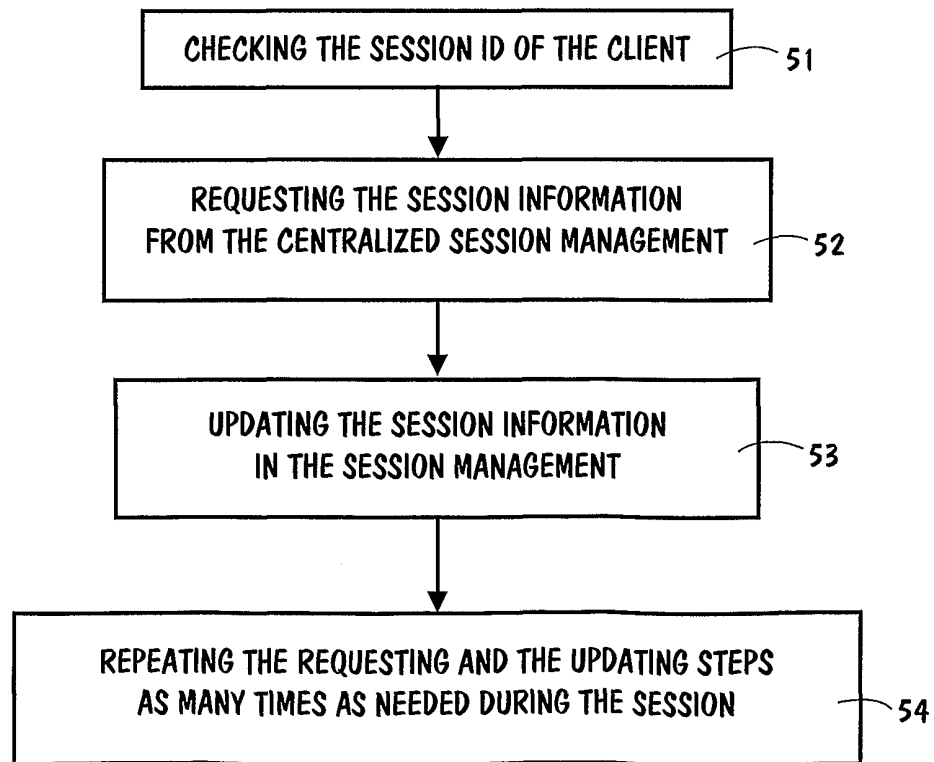 CHECKING THE SESSION ID OF THE CLIENT
51
REQUESTING THE SESSION INFORMATION
FROM THE CENTRALIZED SESSION MANAGEMENT
52
UPDATING THE SESSION INFORMATION
IN THE SESSION MANAGEMENT
53
REPEATING THE REQUESTING AND THE UPDATING STEPS
AS MANY TIMES AS NEEDED DURING THE SESSION
54